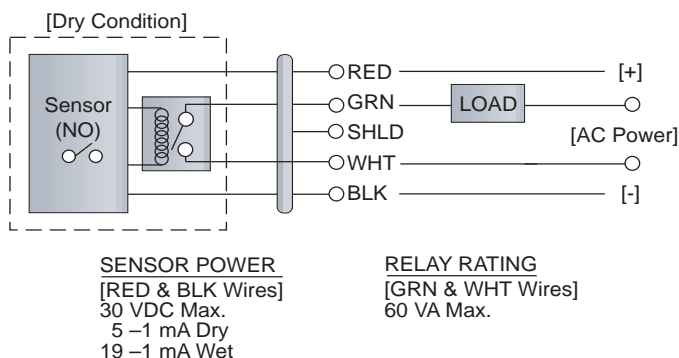 [Dry Condition]
Sensor
(NO)
RED
[+]
GRN
LOAD
SHLD
[AC Power]
WHT
BLK
[-]
SENSOR POWER
[RED & BLK Wires]
30 VDC Max.
5 –1 mA Dry
19 –1 mA Wet
RELAY RATING
[GRN & WHT Wires]
60 VA Max.